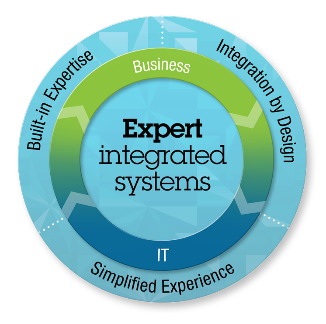 Built-in Expertise
Integration by Design
Business
Expert
integrated
systems
IT
Simplified Experience